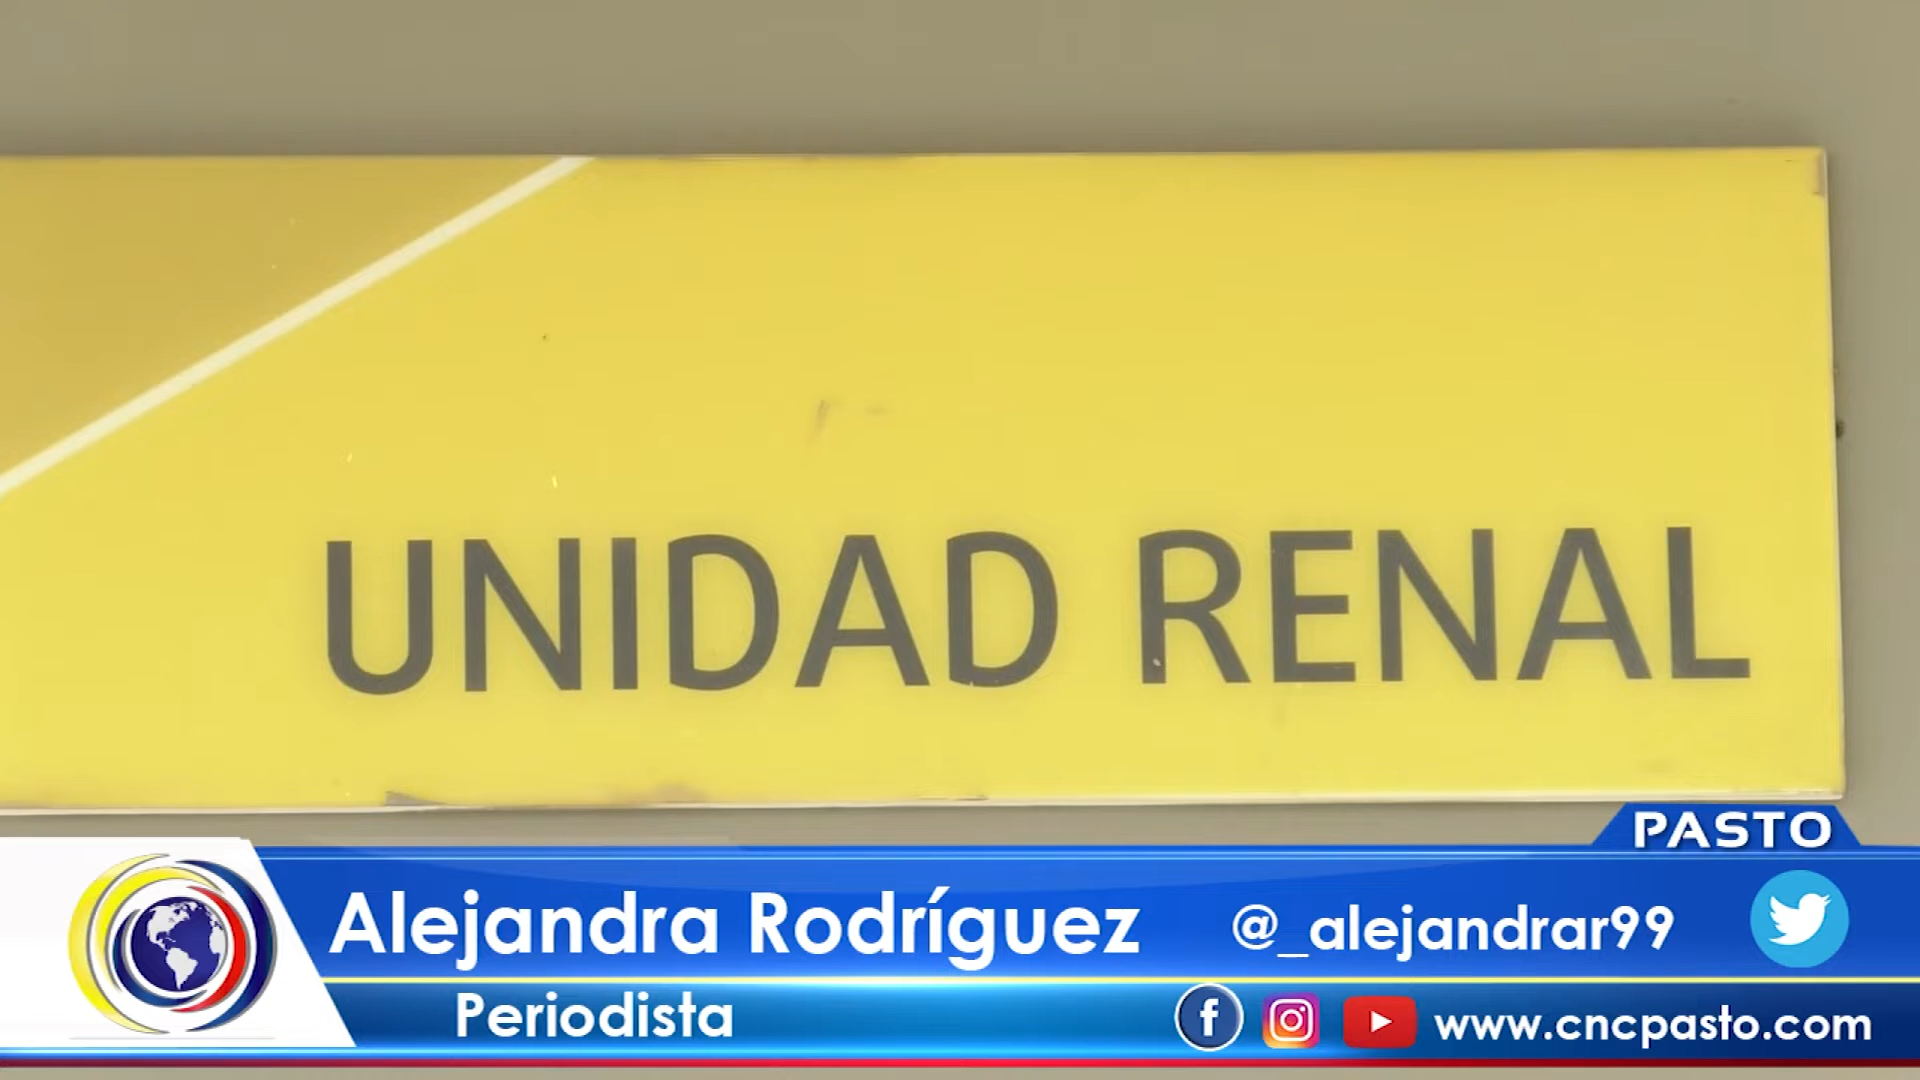 UNIDAD RENAL
PASTO
Alejandra Rodríguez @_alejandrar99
Periodista
www.cncpasto.com